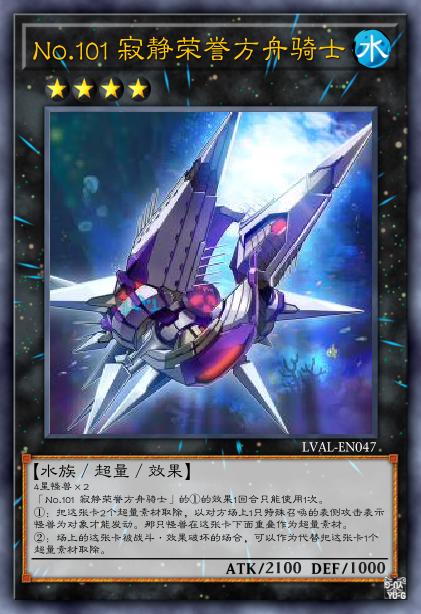 No.101 寂静荣誉方舟骑士 水
LVAL-EN047
【水族／超量／效果】
4星怪兽×2
「No.101 寂静荣誉方舟骑士」的①的效果1回合只能使用1次。
①：把这张卡2个超量素材取除，以对方场上1只特殊召唤的表侧攻击表示
怪兽为对象才能发动。那只怪兽在这张卡下面重叠作为超量素材。
②：场上的这张卡被战斗·效果破坏的场合，可以作为代替把这张卡1个
超量素材取除。
ATK/2100 DEF/1000